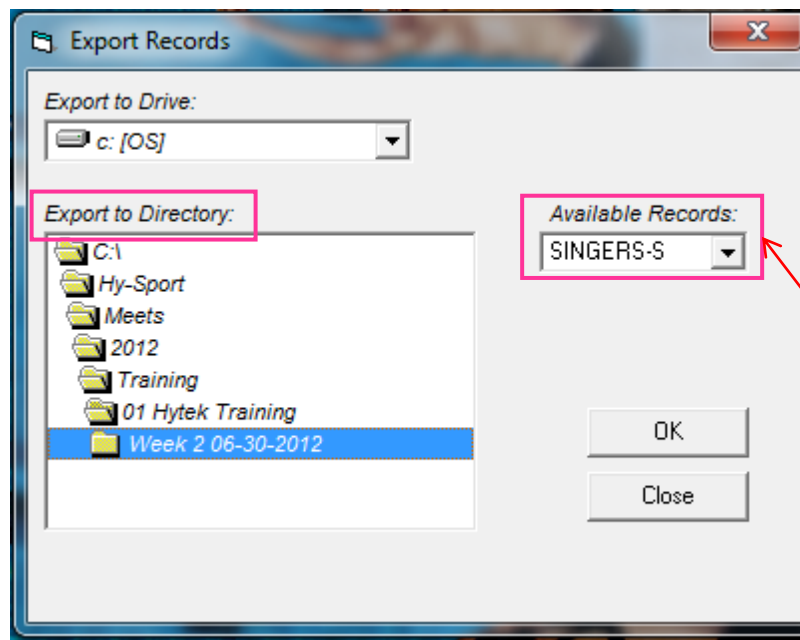 Export Records
X
Export to Drive:
c: [OS]
Export to Directory:
Available Records:
C:\
SINGERS-S
Hy-Sport
Meets
2012
Training
01 Hytek Training
Week 2 06-30-2012
OK
Close